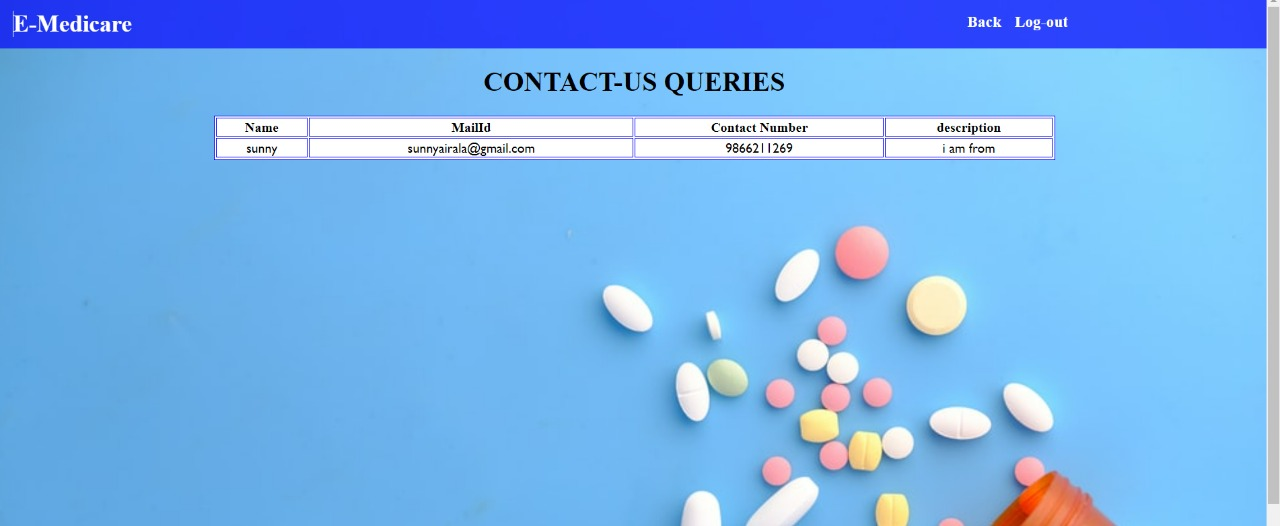 E-Medicare
Back Log-out
CONTACT-US QUERIES
Name MailId Contact Number description
sunny sunnyairala@gmail.com 9866211269 i am from